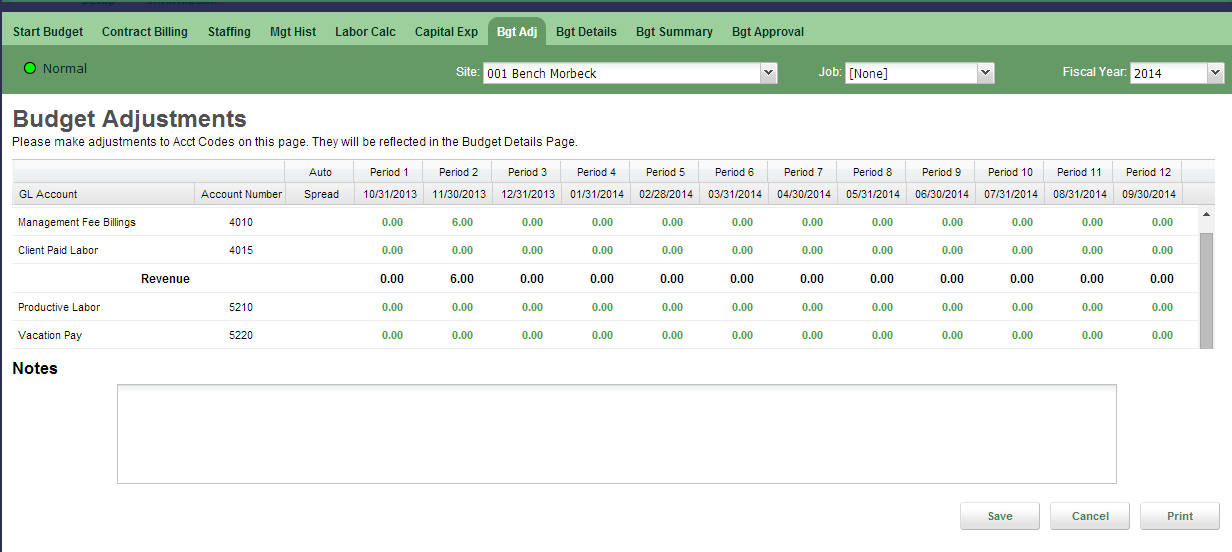 Start Budget Contract Billing Staffing Mgt Hist Labor Calc Capital Exp Bgt Adj Bgt Details Bgt Summary Bgt Approval
Normal Site: 001 Bench Morbeck Job: [None] Fiscal Year: 2014
Budget Adjustments
Please make adjustments to Acct Codes on this page. They will be reflected in the Budget Details Page.
Auto Period 1 Period 2 Period 3 Period 4 Period 5 Period 6 Period 7 Period 8 Period 9 Period 10 Period 11 Period 12
GL Account Account Number Spread 10/31/2013 11/30/2013 12/31/2013 01/31/2014 02/28/2014 03/31/2014 04/30/2014 05/31/2014 06/30/2014 07/31/2014 08/31/2014 09/30/2014
Management Fee Billings 4010 0.00 6.00 0.00 0.00 0.00 0.00 0.00 0.00 0.00 0.00 0.00 0.00
Client Paid Labor 4015 0.00 0.00 0.00 0.00 0.00 0.00 0.00 0.00 0.00 0.00 0.00 0.00
Revenue 0.00 6.00 0.00 0.00 0.00 0.00 0.00 0.00 0.00 0.00 0.00 0.00
Productive Labor 5210 0.00 0.00 0.00 0.00 0.00 0.00 0.00 0.00 0.00 0.00 0.00 0.00
Vacation Pay 5220 0.00 0.00 0.00 0.00 0.00 0.00 0.00 0.00 0.00 0.00 0.00 0.00
Notes
Save Cancel Print